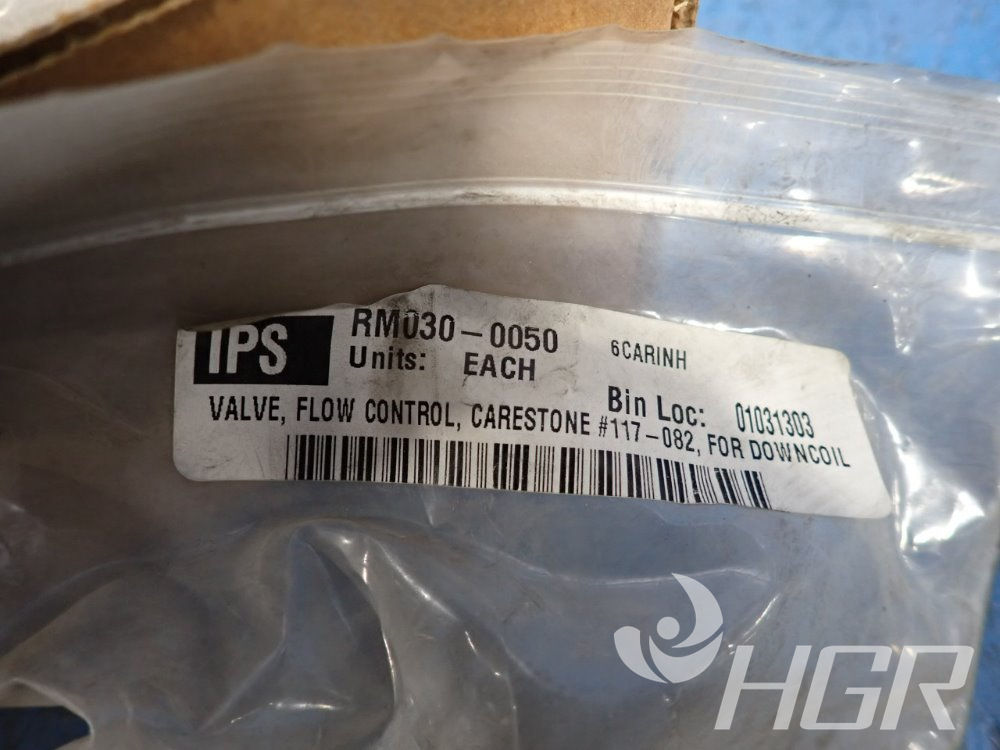 IPS
RM030-0050
6CARINH
Units: EACH
Bin Loc: 01031303
VALVE, FLOW CONTROL, CARESTONE #117-082, FOR DOWNCOIL
HGR